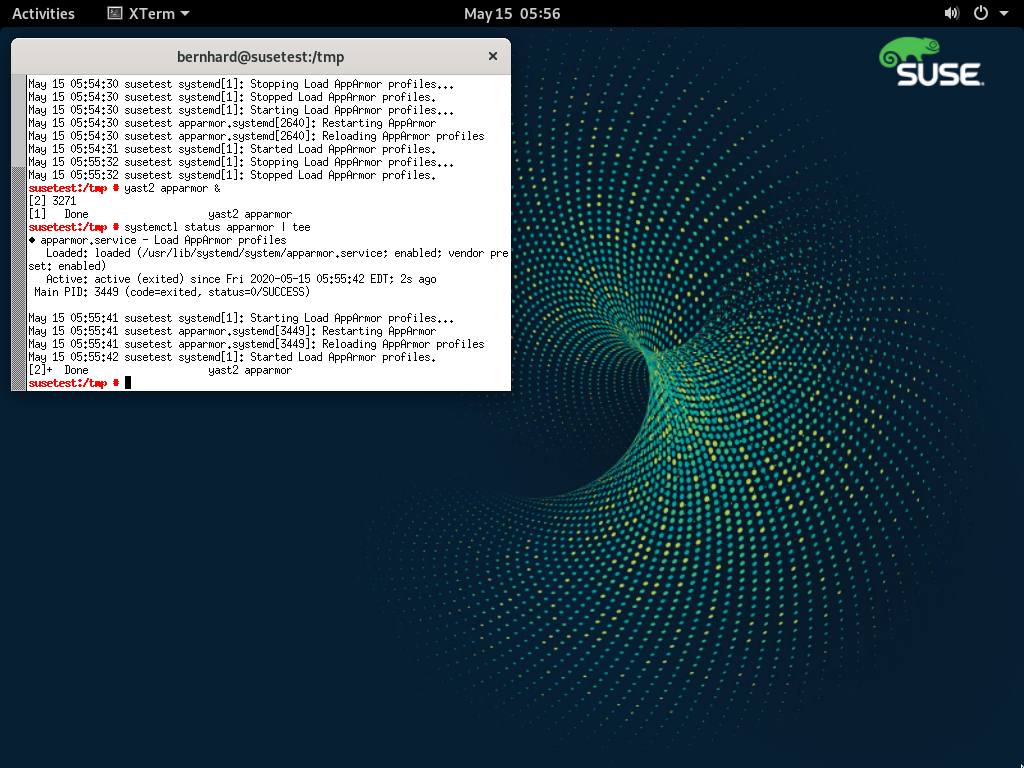 Activities XTerm May 15 05:56
bernhard@susetest:/tmp
SUSE
May 15 05:54:30 susetest systemd[1]: Stopping Load AppArmor profiles...
May 15 05:54:30 susetest systemd[1]: Stopped Load AppArmor profiles.
May 15 05:54:30 susetest systemd[1]: Starting Load AppArmor profiles...
May 15 05:54:30 susetest apparmor.systemd[2640]: Restarting AppArmor
May 15 05:54:30 susetest apparmor.systemd[2640]: Reloading AppArmor profiles
May 15 05:54:31 susetest systemd[1]: Started Load AppArmor profiles.
May 15 05:55:32 susetest systemd[1]: Stopping Load AppArmor profiles...
May 15 05:55:32 susetest systemd[1]: Stopped Load AppArmor profiles.
susetest:/tmp # yast2 apparmor &
[2] 3271
[1]   Done                    yast2 apparmor
susetest:/tmp # systemctl status apparmor | tee
● apparmor.service - Load AppArmor profiles
   Loaded: loaded (/usr/lib/systemd/system/apparmor.service; enabled; vendor pre
set: enabled)
   Active: active (exited) since Fri 2020-05-15 05:55:42 EDT; 2s ago
 Main PID: 3449 (code=exited, status=0/SUCCESS)
May 15 05:55:41 susetest systemd[1]: Starting Load AppArmor profiles...
May 15 05:55:41 susetest apparmor.systemd[3449]: Restarting AppArmor
May 15 05:55:41 susetest apparmor.systemd[3449]: Reloading AppArmor profiles
May 15 05:55:42 susetest systemd[1]: Started Load AppArmor profiles.
[2]+  Done                    yast2 apparmor
susetest:/tmp #